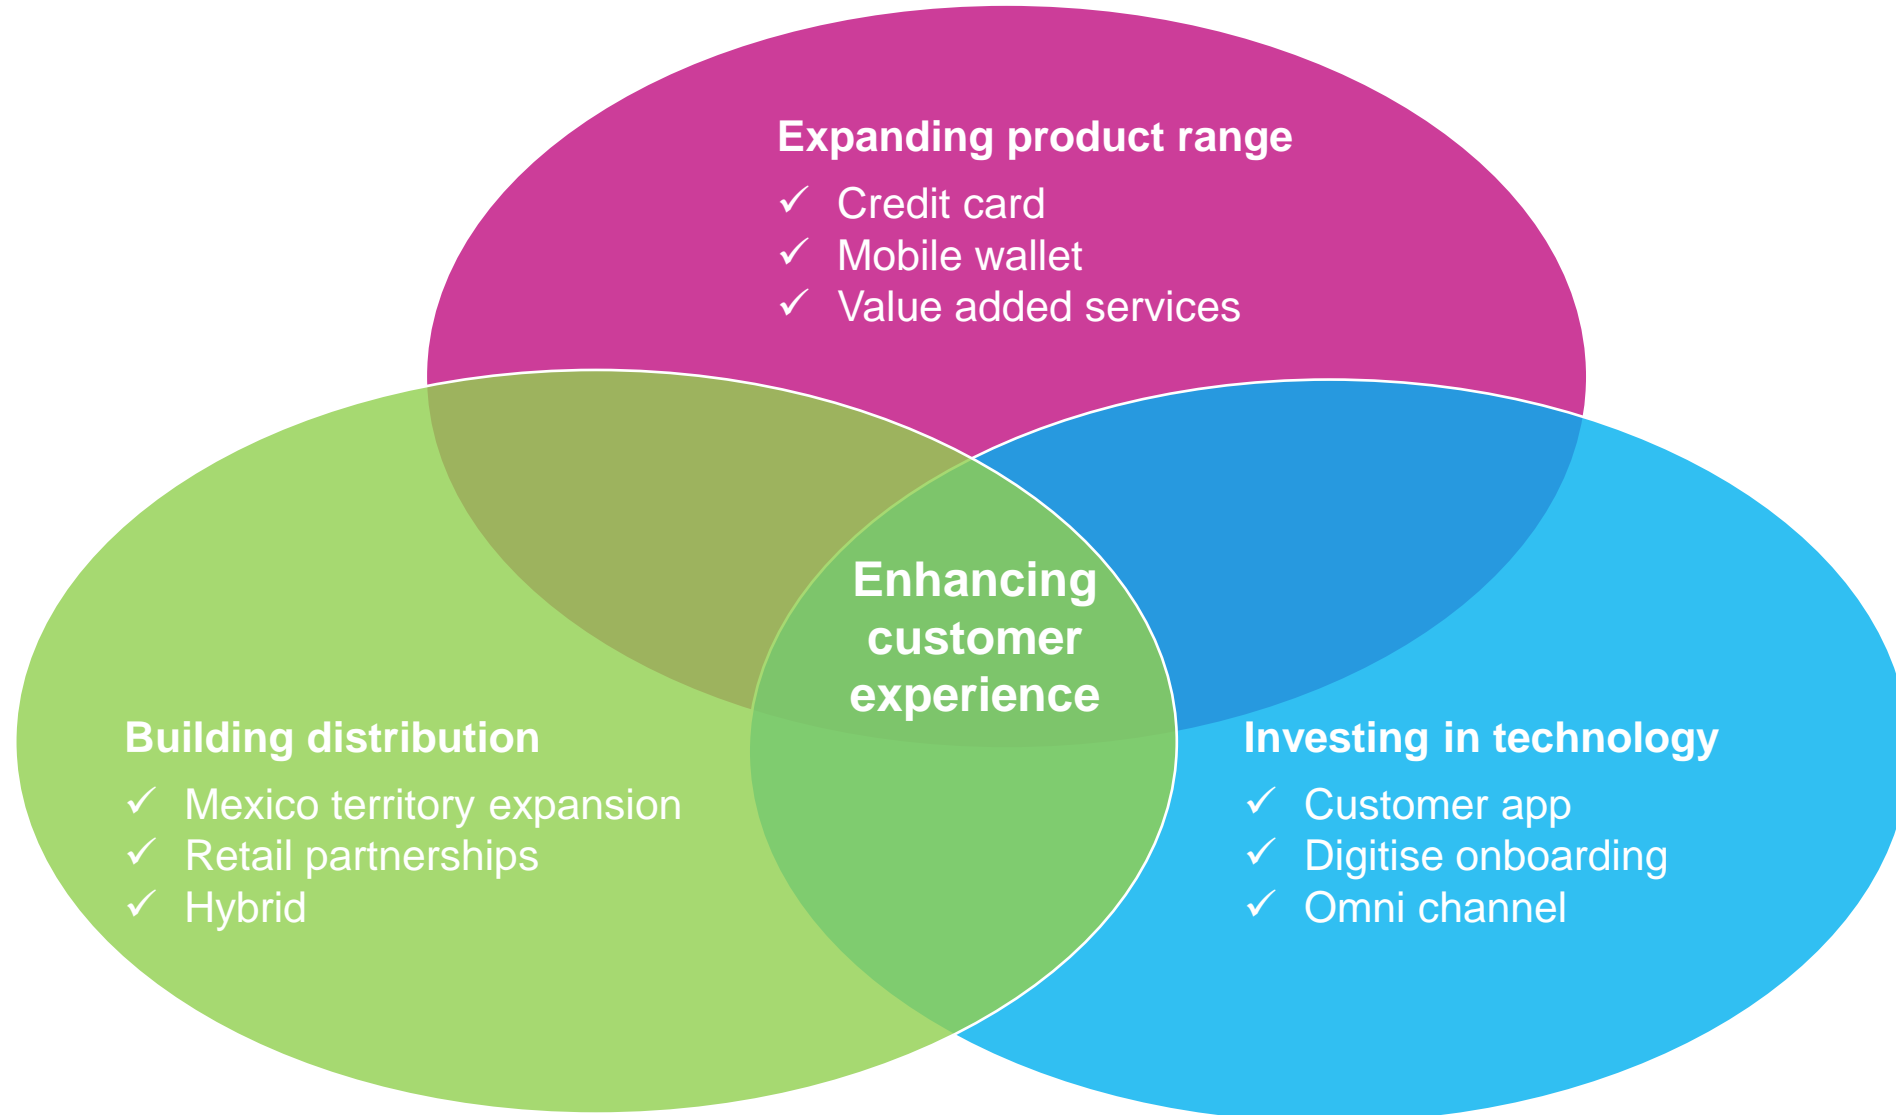 Expanding product range
✓ Credit card
✓ Mobile wallet
✓ Value added services
Enhancing
customer
experience
Building distribution
✓ Mexico territory expansion
✓ Retail partnerships
✓ Hybrid
Investing in technology
✓ Customer app
✓ Digitise onboarding
✓ Omni channel